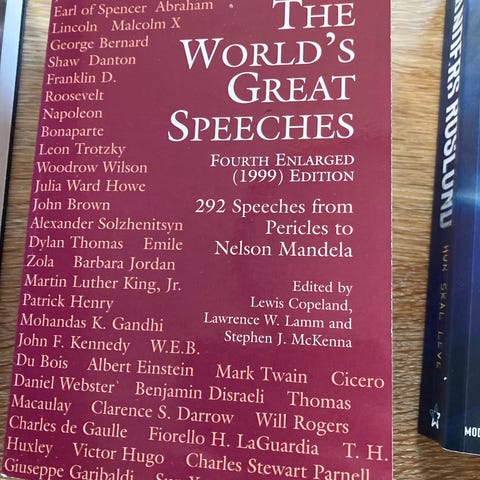 Earl of Spencer Abraham
Lincoln Malcolm X
George Bernard
Shaw Danton
Franklin D.
Roosevelt
Napoleon
Bonaparte
Leon Trotzky
Woodrow Wilson
Julia Ward Howe
John Brown
Alexander Solzhenitsyn
Dylan Thomas Emile
Zola Barbara Jordan
Martin Luther King, Jr.
Patrick Henry
Mohandas K. Gandhi
John F. Kennedy W.E.B.
Du Bois Albert Einstein Mark Twain Cicero
Daniel Webster Benjamin Disraeli Thomas
Macaulay Clarence S. Darrow Will Rogers
Charles de Gaulle Fiorello H. LaGuardia T. H.
Huxley Victor Hugo Charles Stewart Parnell
Giuseppe Garibaldi
THE
WORLD'S
GREAT
SPEECHES
FOURTH ENLARGED
(1999) EDITION
292 Speeches from
Pericles to
Nelson Mandela
Edited by
Lewis Copeland,
Lawrence W. Lamm and
Stephen J. McKenna
HUN SKAL LEVE